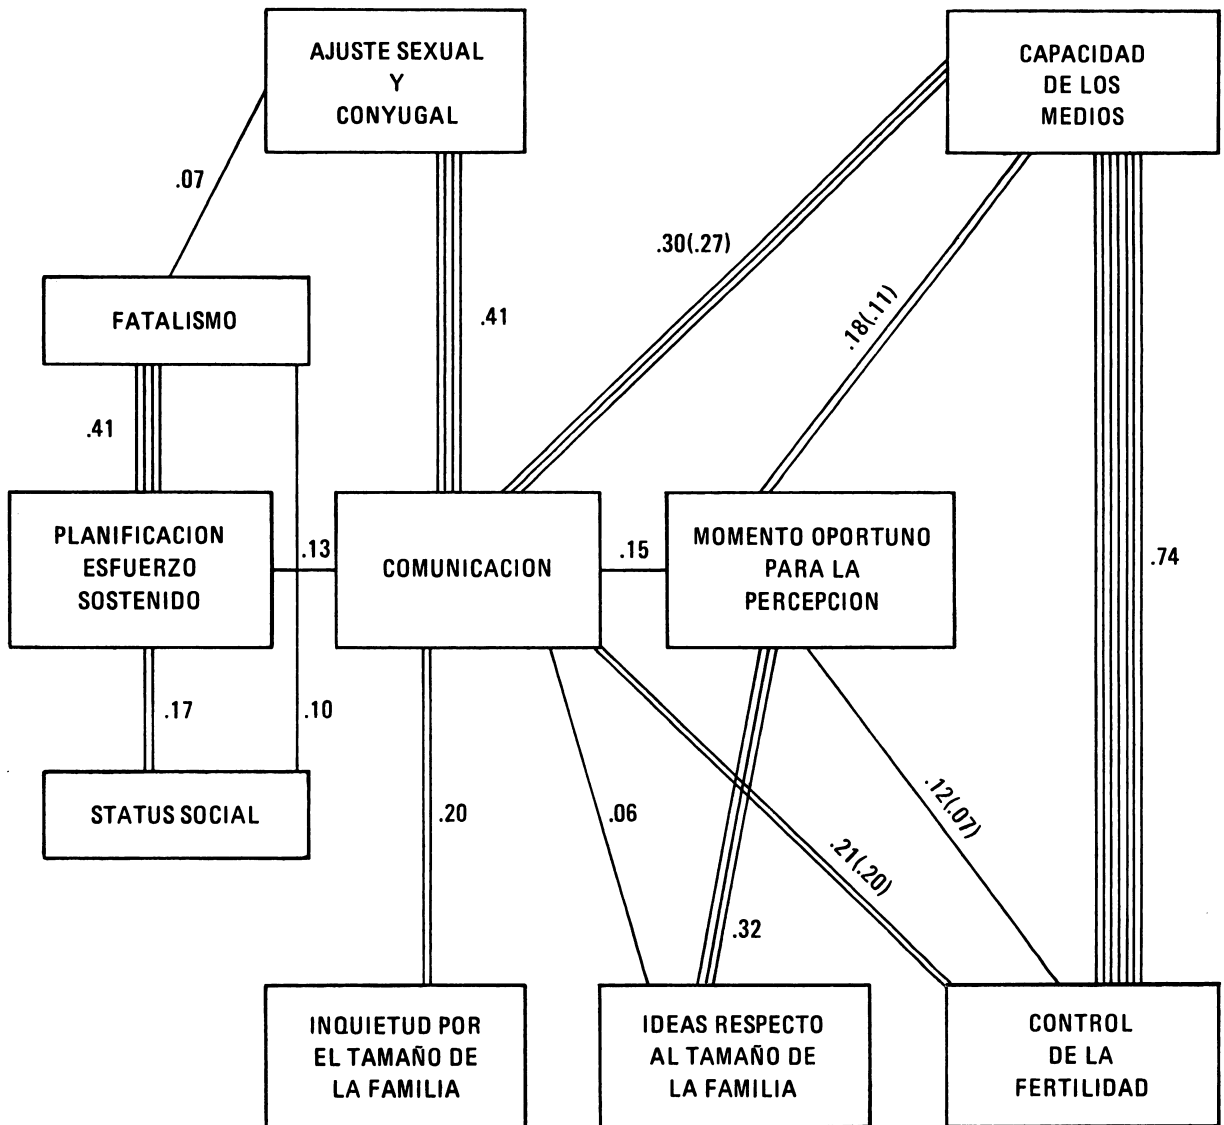 AJUSTE SEXUAL
Y
CONYUGAL
CAPACIDAD
DE LOS
MEDIOS
.07
.30(.27)
.18(.11)
.41
FATALISMO
.41
PLANIFICACION
ESFUERZO
SOSTENIDO
.13
COMUNICACION
.15
MOMENTO OPORTUNO
PARA LA
PERCEPCION
.74
.17
.10
STATUS SOCIAL
.20
.06
.32
.21(.20)
.12(.07)
INQUIETUD POR
EL TAMAÑO DE
LA FAMILIA
IDEAS RESPECTO
AL TAMAÑO DE
LA FAMILIA
CONTROL
DE LA
FERTILIDAD